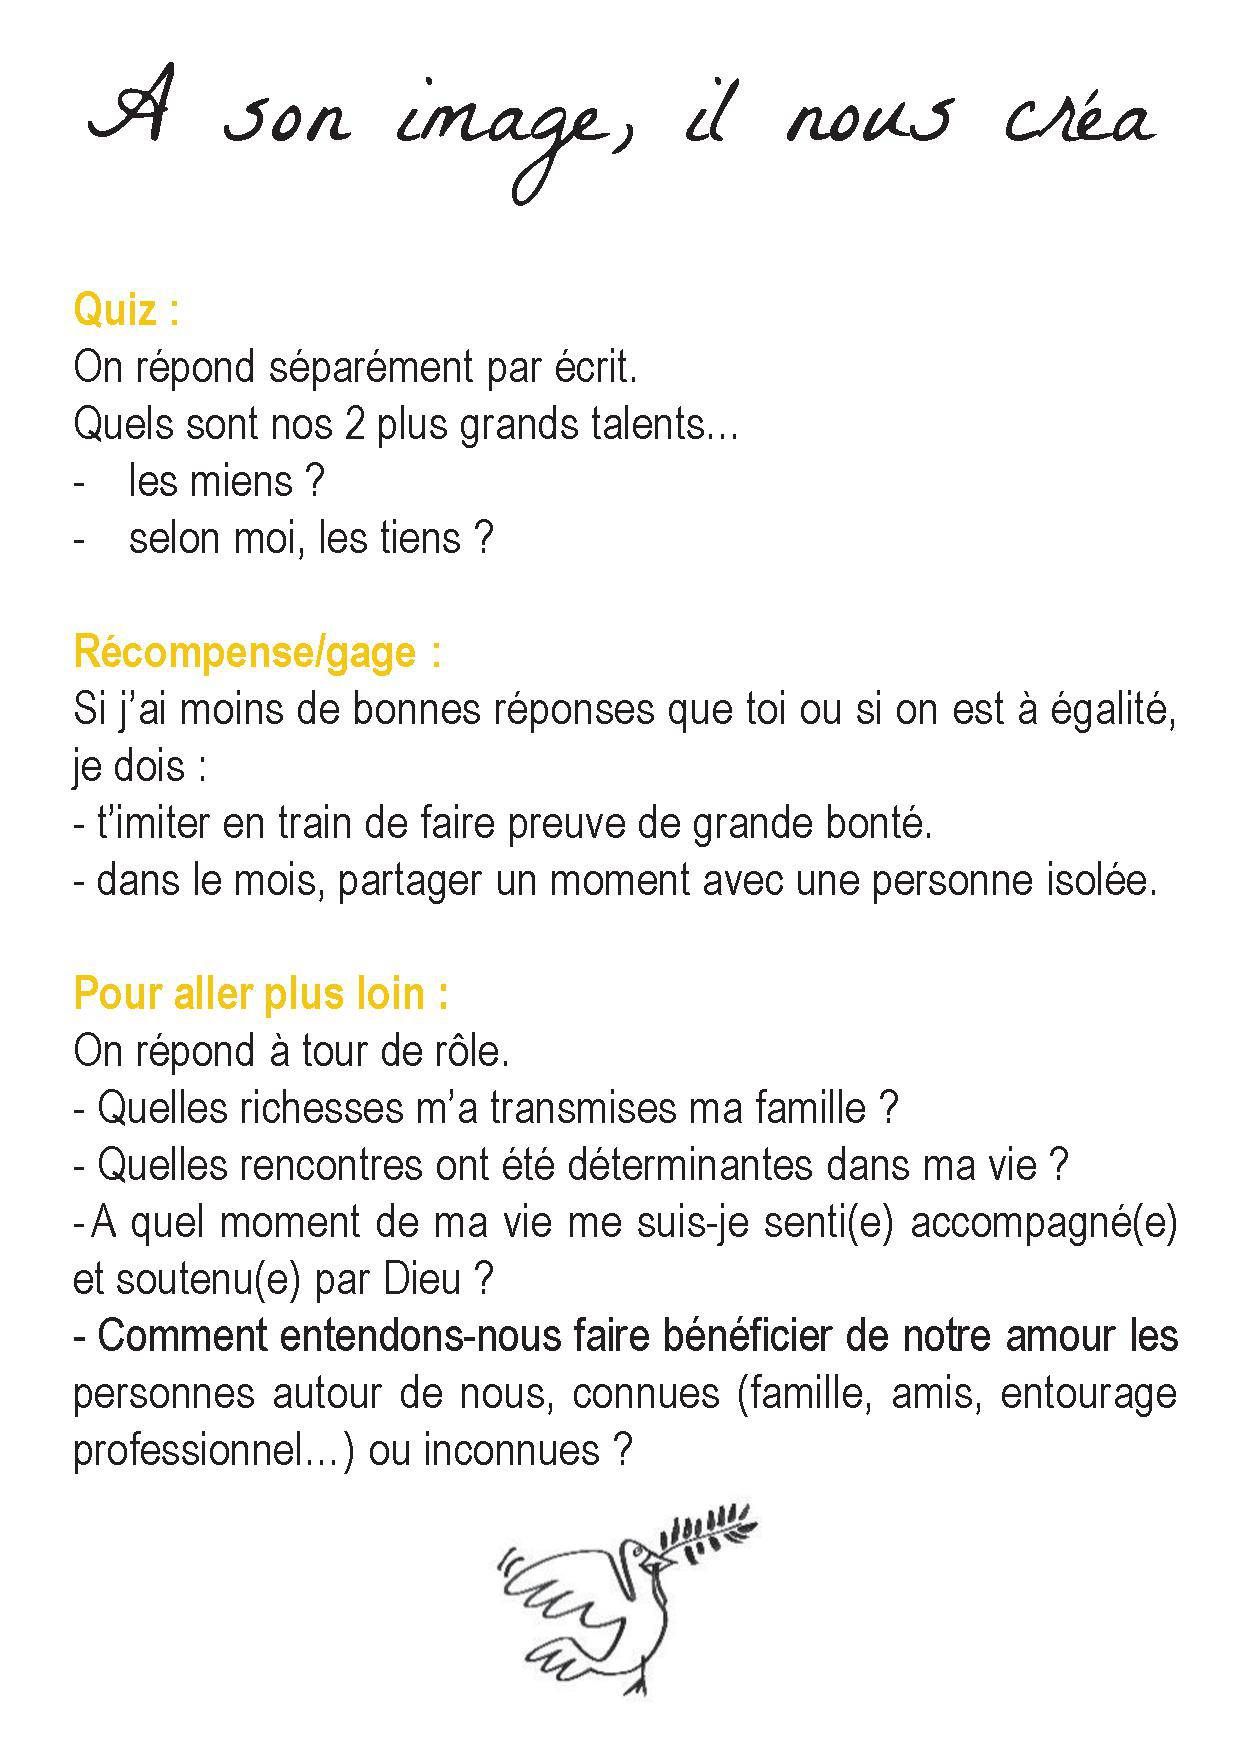 A son image, il nous créa
Quiz :
On répond séparément par écrit.
Quels sont nos 2 plus grands talents…
- les miens ?
- selon moi, les tiens ?
Récompense/gage :
Si j’ai moins de bonnes réponses que toi ou si on est à égalité,
je dois :
- t’imiter en train de faire preuve de grande bonté.
- dans le mois, partager un moment avec une personne isolée.
Pour aller plus loin :
On répond à tour de rôle.
- Quelles richesses m’a transmises ma famille ?
- Quelles rencontres ont été déterminantes dans ma vie ?
- A quel moment de ma vie me suis-je senti(e) accompagné(e)
et soutenu(e) par Dieu ?
- Comment entendons-nous faire bénéficier de notre amour les
personnes autour de nous, connues (famille, amis, entourage
professionnel…) ou inconnues ?